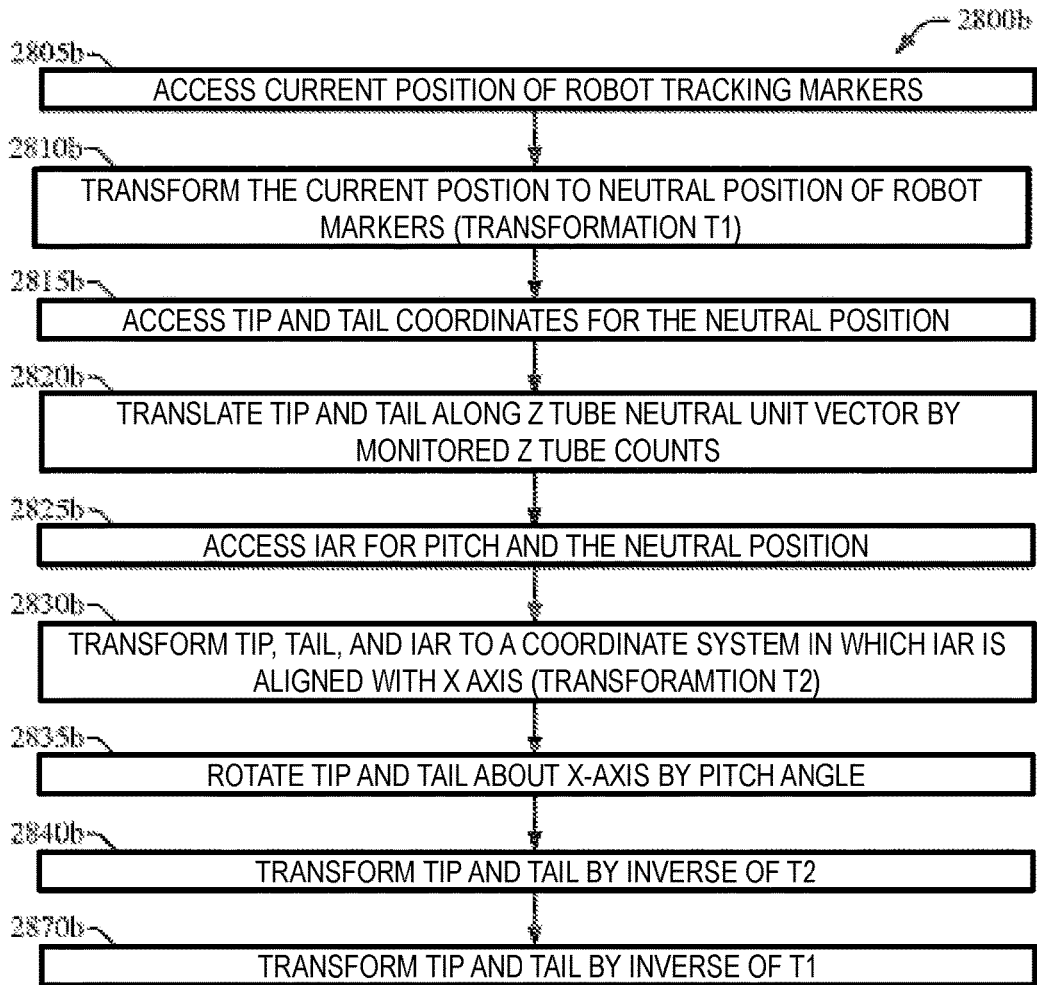 2800b
2805b
ACCESS CURRENT POSITION OF ROBOT TRACKING MARKERS
2810b
TRANSFORM THE CURRENT POSTION TO NEUTRAL POSITION OF ROBOT
MARKERS (TRANSFORMATION T1)
2815b
ACCESS TIP AND TAIL COORDINATES FOR THE NEUTRAL POSITION
2820b
TRANSLATE TIP AND TAIL ALONG Z TUBE NEUTRAL UNIT VECTOR BY
MONITORED Z TUBE COUNTS
2825b
ACCESS IAR FOR PITCH AND THE NEUTRAL POSITION
2830b
TRANSFORM TIP, TAIL, AND IAR TO A COORDINATE SYSTEM IN WHICH IAR IS
ALIGNED WITH X AXIS (TRANSFORAMTION T2)
2835b
ROTATE TIP AND TAIL ABOUT X-AXIS BY PITCH ANGLE
2840b
TRANSFORM TIP AND TAIL BY INVERSE OF T2
2870b
TRANSFORM TIP AND TAIL BY INVERSE OF T1